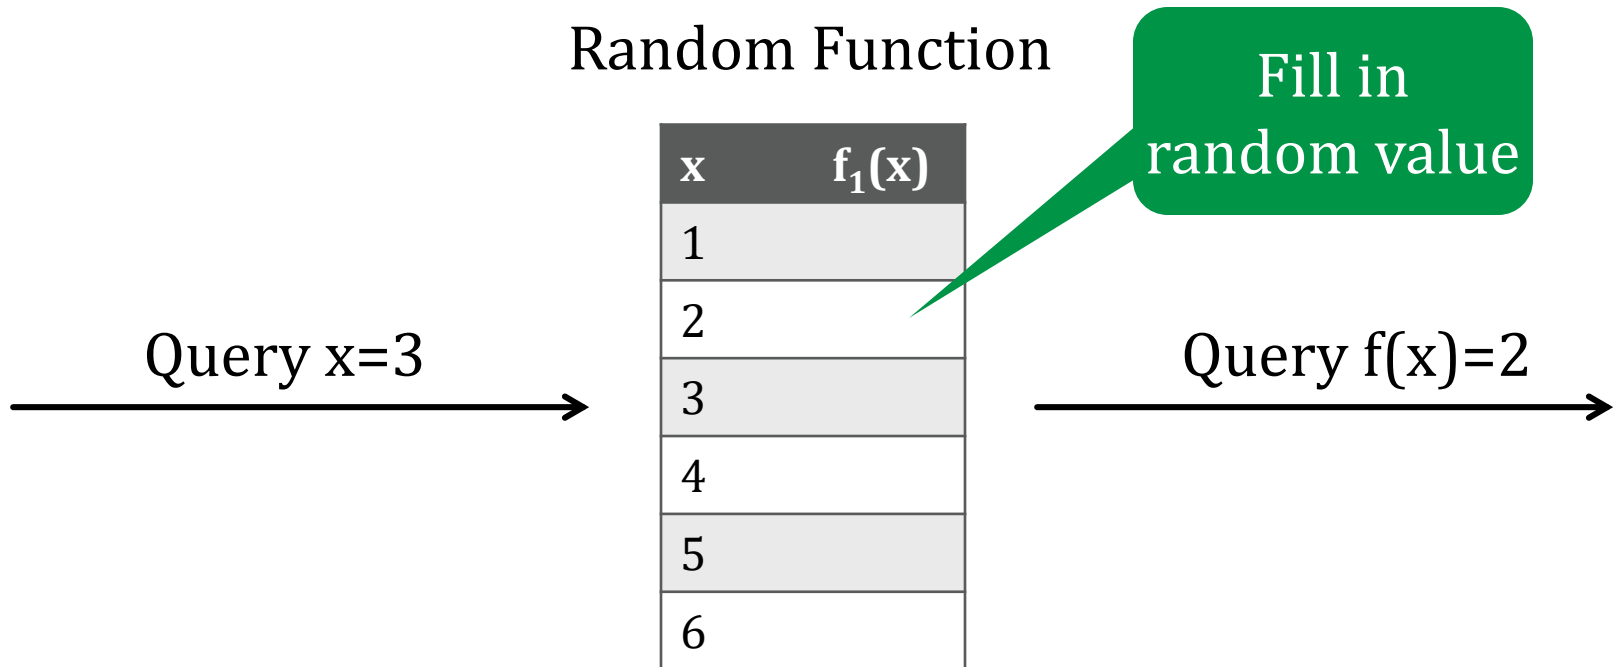 Random Function
Fill in
random value
x f₁(x)
1
2
Query x=3
Query f(x)=2
3
4
5
6